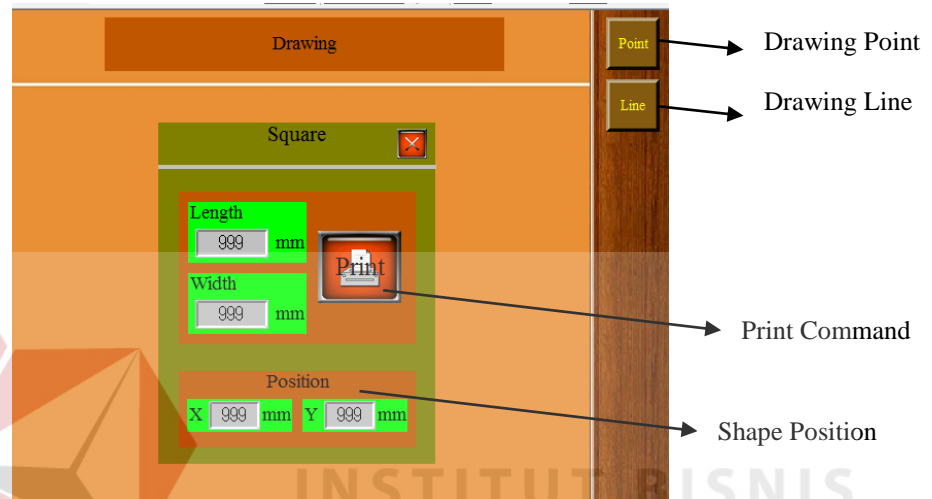 Drawing
Point
Drawing Point
Line
Drawing Line
Square
Length
999 mm
Print
Width
999 mm
Print Command
Position
X 999 mm Y 999 mm
Shape Position
INSTITUT BISNIS